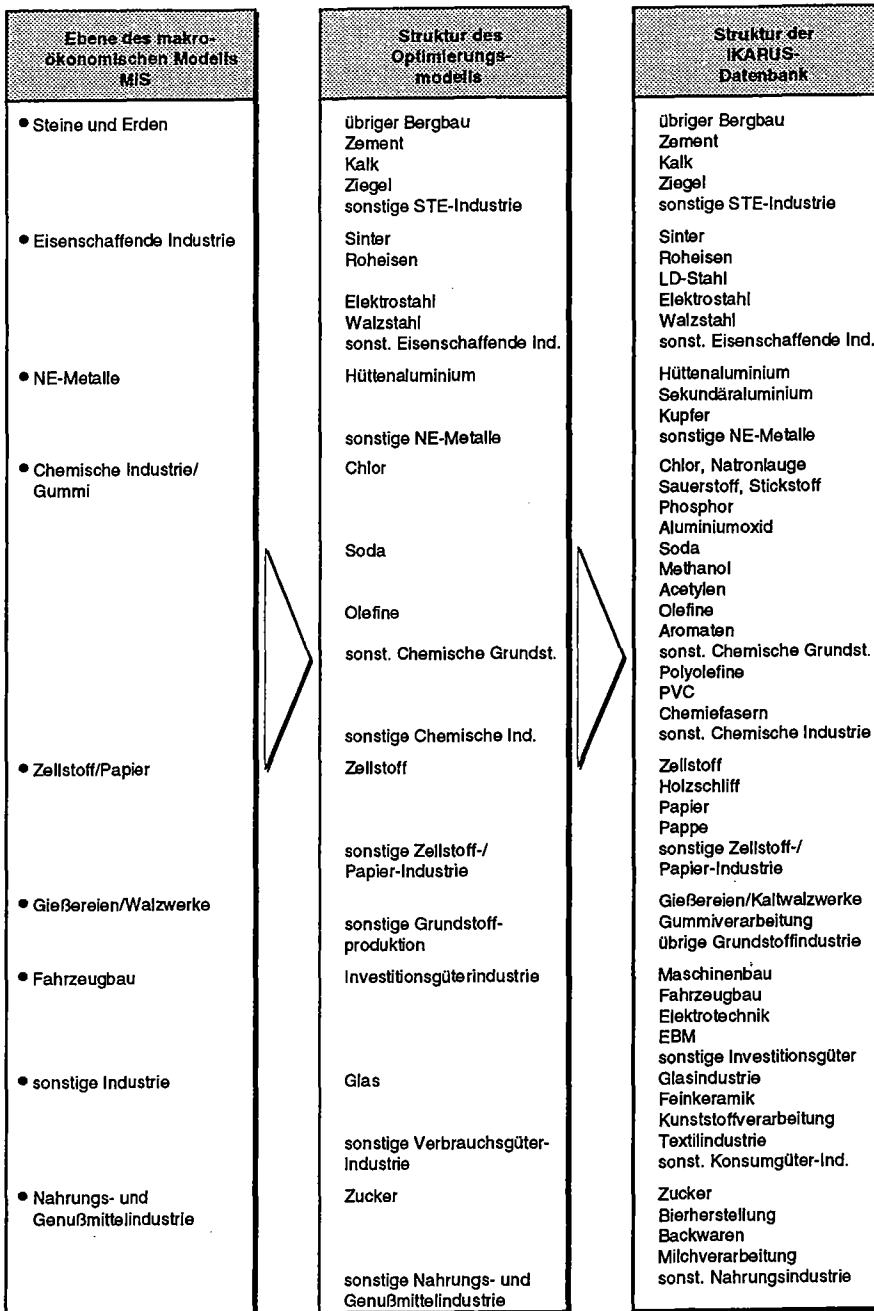 Ebene des makro-
ökonomischen Modells
MIS
● Steine und Erden
● Eisenschaffende Industrie
● NE-Metalle
● Chemische Industrie/
Gummi
● Zellstoff/Papier
● Gießereien/Walzwerke
● Fahrzeugbau
● sonstige Industrie
● Nahrungs- und
Genußmittelindustrie
Struktur des
Optimierungs-
modells
übriger Bergbau
Zement
Kalk
Ziegel
sonstige STE-Industrie
Sinter
Roheisen
Elektrostahl
Walzstahl
sonst. Eisenschaffende Ind.
Hüttenaluminium
sonstige NE-Metalle
Chlor
Soda
Olefine
sonst. Chemische Grundst.
sonstige Chemische Ind.
Zellstoff
sonstige Zellstoff-/
Papier-Industrie
sonstige Grundstoff-
produktion
Investitionsgüterindustrie
Glas
sonstige Verbrauchsgüter-
Industrie
Zucker
sonstige Nahrungs- und
Genußmittelindustrie
Struktur der
IKARUS-
Datenbank
übriger Bergbau
Zement
Kalk
Ziegel
sonstige STE-Industrie
Sinter
Roheisen
LD-Stahl
Elektrostahl
Walzstahl
sonst. Eisenschaffende Ind.
Hüttenaluminium
Sekundäraluminium
Kupfer
sonstige NE-Metalle
Chlor, Natronlauge
Sauerstoff, Stickstoff
Phosphor
Aluminiumoxid
Soda
Methanol
Acetylen
Olefine
Aromaten
sonst. Chemische Grundst.
Polyolefine
PVC
Chemiefasern
sonst. Chemische Industrie
Zellstoff
Holzschliff
Papier
Pappe
sonstige Zellstoff-/
Papier-Industrie
Gießereien/Kaltwalzwerke
Gummiverarbeitung
übrige Grundstoffindustrie
Maschinenbau
Fahrzeugbau
Elektrotechnik
EBM
sonstige Investitionsgüter
Glasindustrie
Feinkeramik
Kunststoffverarbeitung
Textilindustrie
sonst. Konsumgüter-Ind.
Zucker
Bierherstellung
Backwaren
Milchverarbeitung
sonst. Nahrungsindustrie